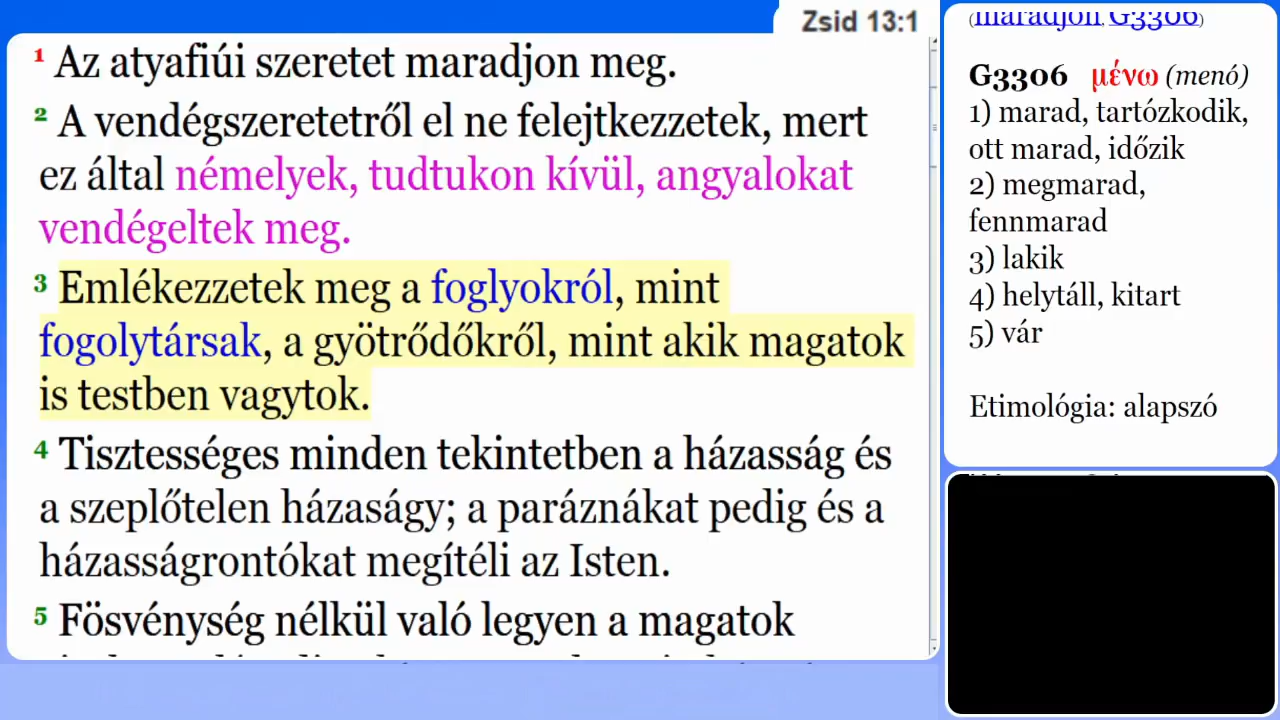 Zsid 13:1
1 Az atyafiúi szeretet maradjon meg.
2 A vendégszeretetről el ne felejtkezzetek, mert
ez által némelyek, tudtukon kívül, angyalokat
vendégeltek meg.
3 Emlékezzetek meg a foglyokról, mint
fogolytársak, a gyötrődőkről, mint akik magatok
is testben vagytok.
4 Tisztességes minden tekintetben a házasság és
a szeplőtelen házaságy; a paráznákat pedig és a
házasságrontókat megítéli az Isten.
5 Fösvénység nélkül való legyen a magatok
(maradjon, G3306)
G3306 μένω (menó)
1) marad, tartózkodik,
ott marad, időzik
2) megmarad,
fennmarad
3) lakik
4) helytáll, kitart
5) vár
Etimológia: alapszó